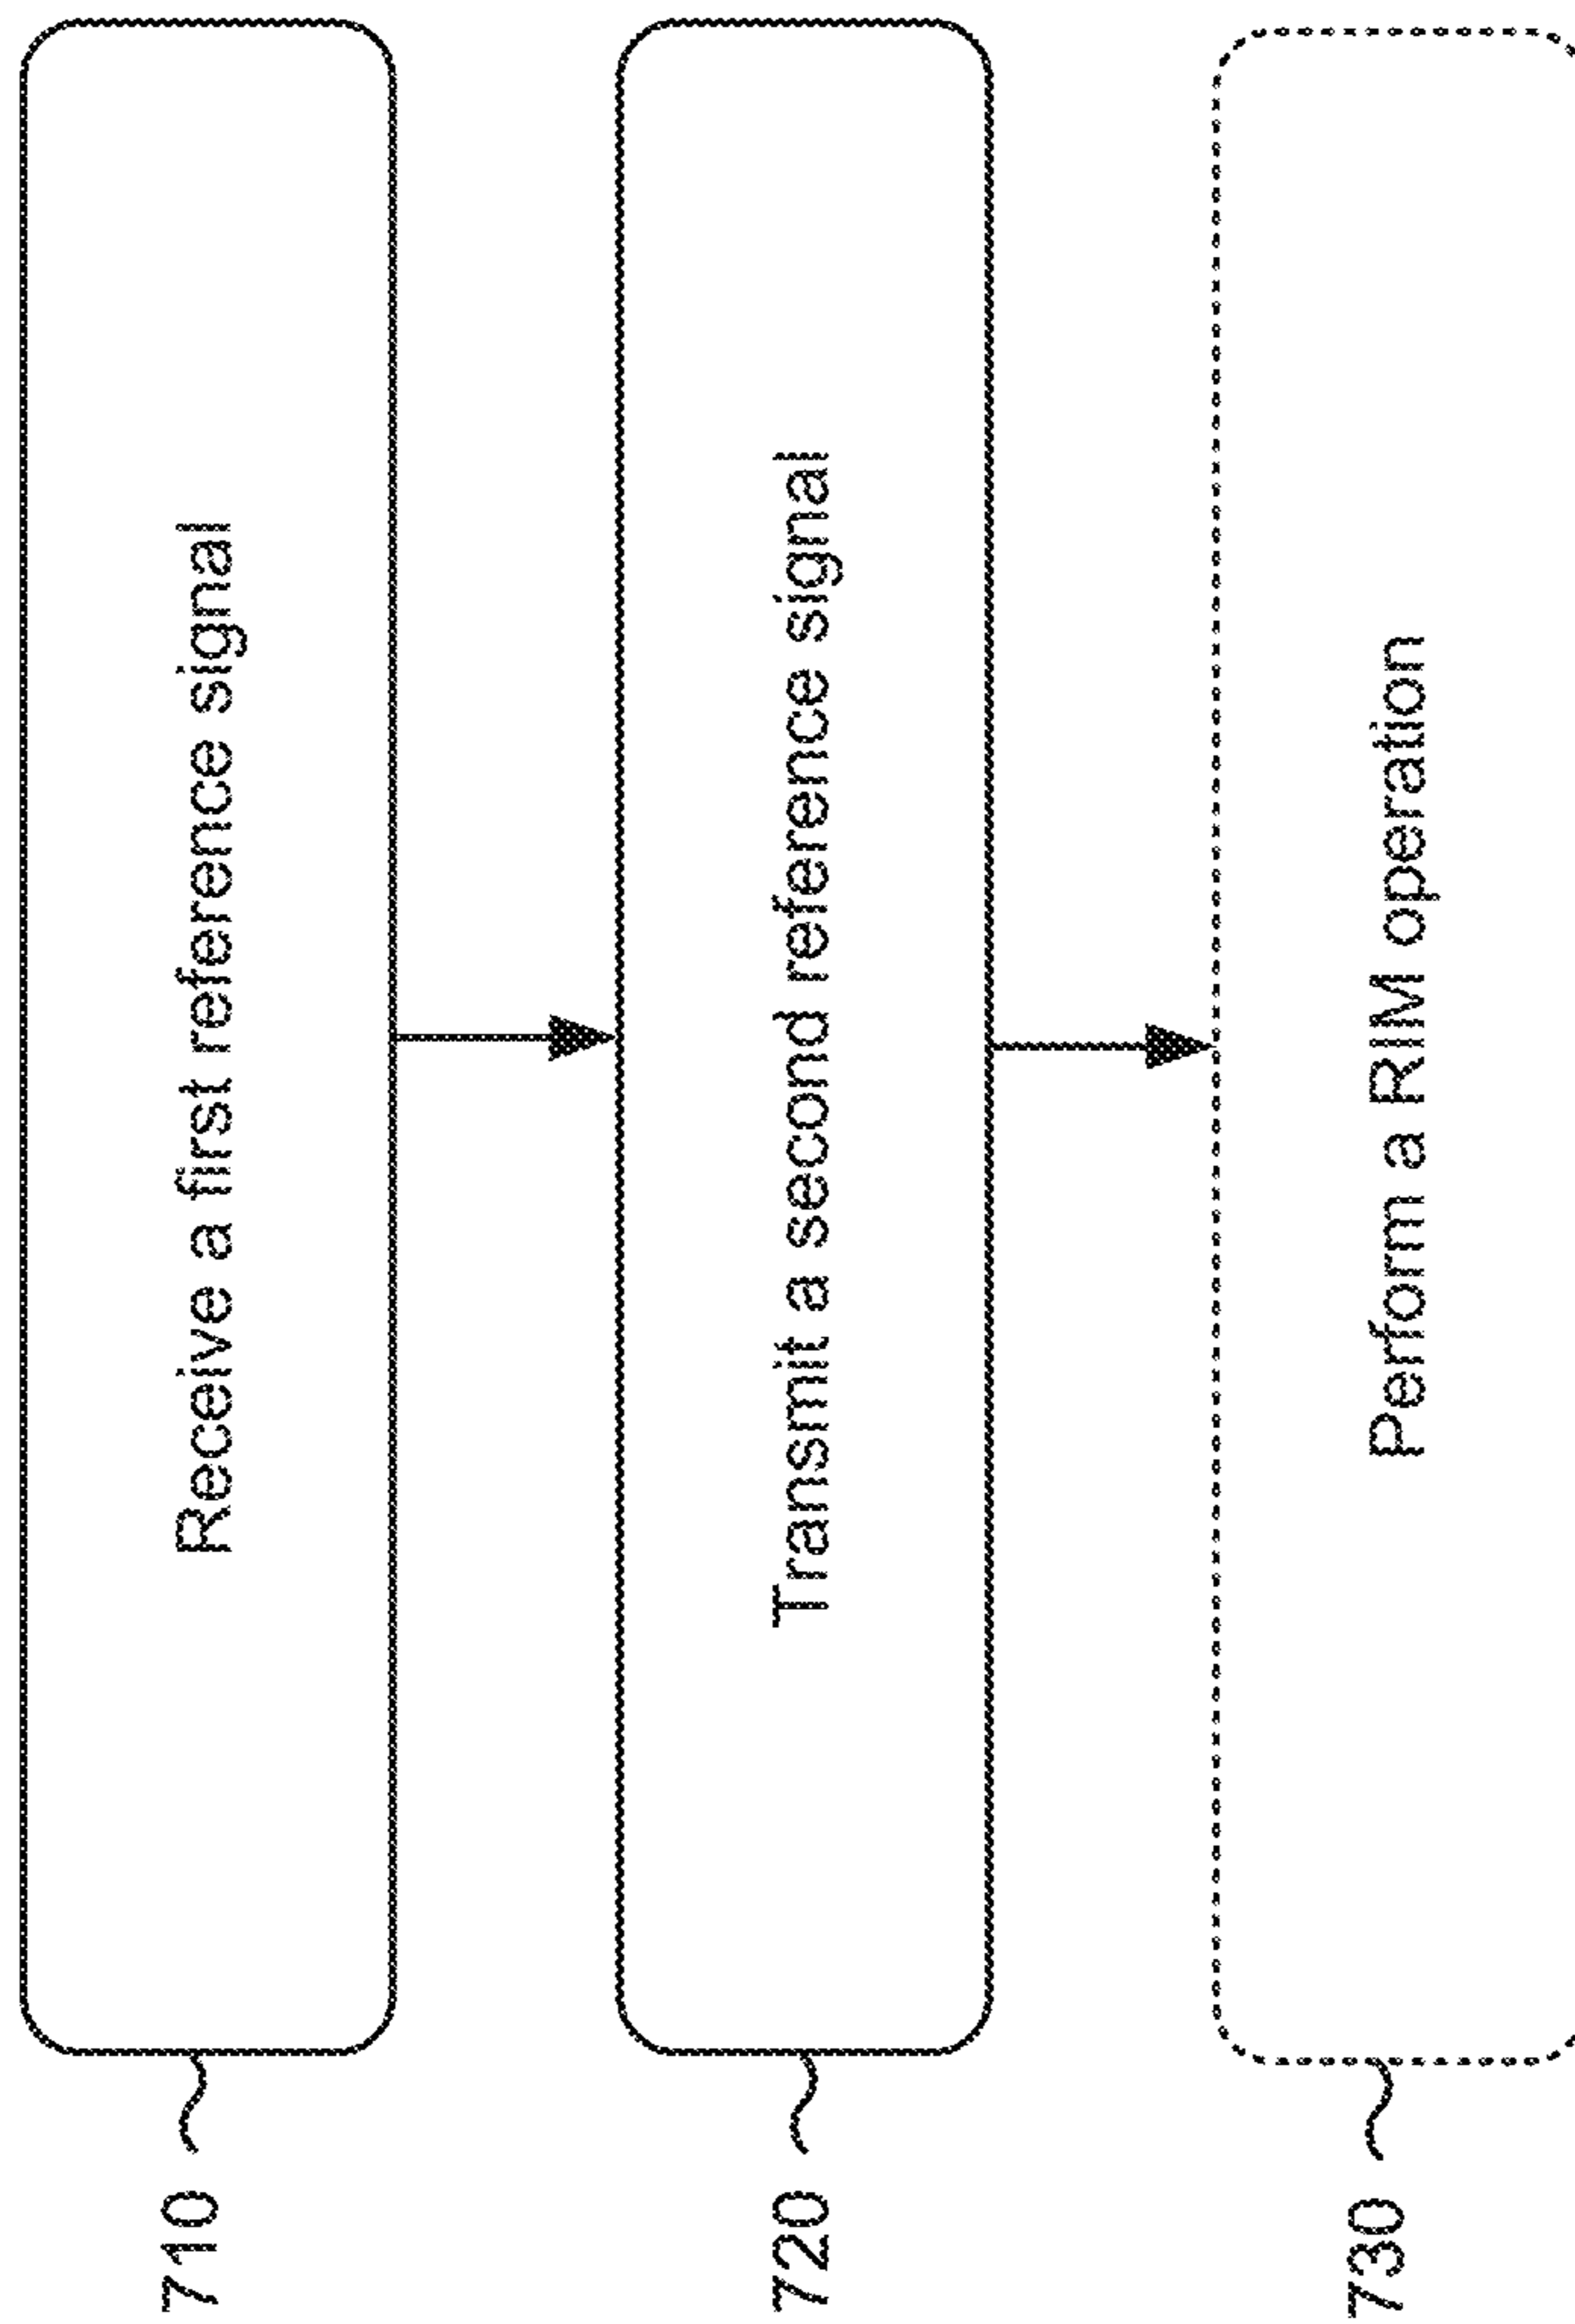 710
Receive a first reference signal
720
Transmit a second reference signal
730
Perform a RIM operation